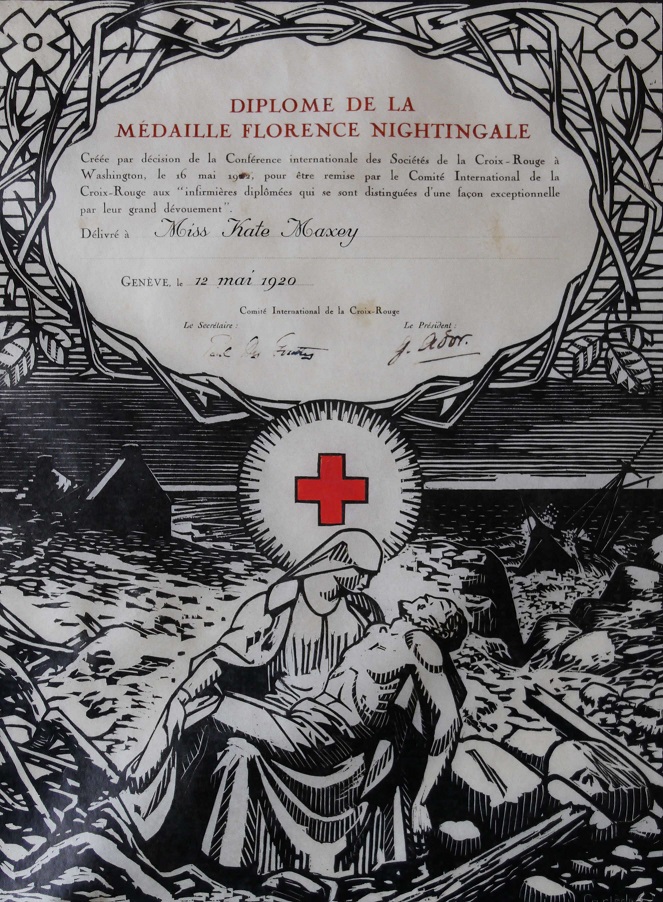 DIPLOME DE LA
MÉDAILLE FLORENCE NIGHTINGALE
Créée par décision de la Conférence internationale des Sociétés de la Croix-Rouge à
Washington, le 16 mai pour être remise par le Comité International de la
Croix-Rouge aux "infirmières diplômées qui se sont distinguées d'une façon exceptionnelle
par leur grand dévouement".
Délivré à Miss Kate Maxey
GENÈVE, le 12 mai 1920
Comité International de la Croix-Rouge
Le Secrétaire : Le Président :
G. Ador.